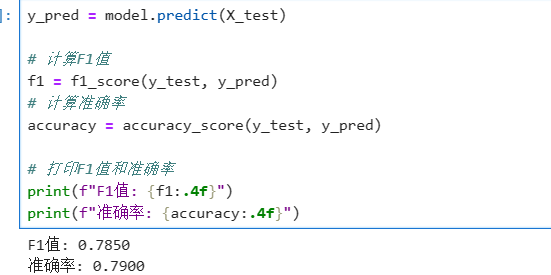 ]:
y_pred = model.predict(X_test)
# 计算F1值
f1 = f1_score(y_test, y_pred)
# 计算准确率
accuracy = accuracy_score(y_test, y_pred)
# 打印F1值和准确率
print(f"F1值: {f1:.4f}")
print(f"准确率: {accuracy:.4f}")
F1值: 0.7850
准确率: 0.7900